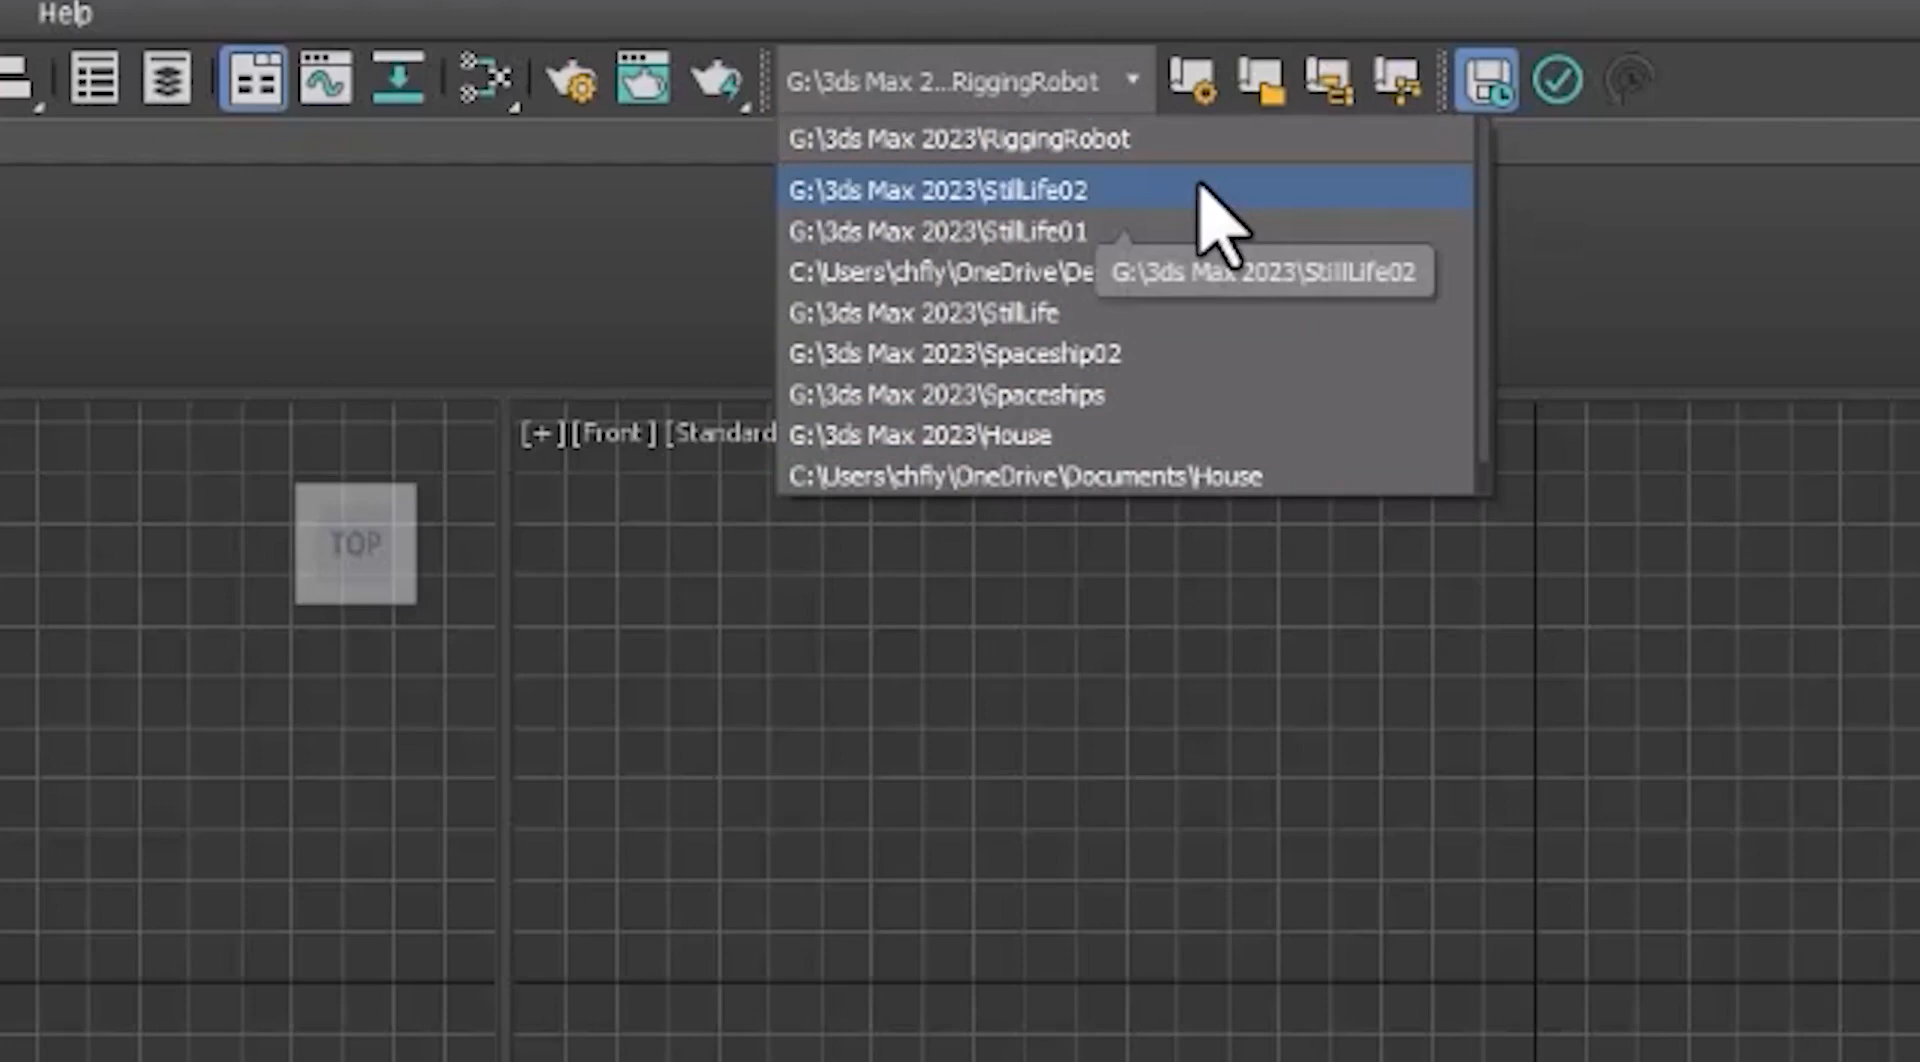 Help
G:\3ds Max 2...RiggingRobot
G:\3ds Max 2023\RiggingRobot
G:\3ds Max 2023\StillLife02
G:\3ds Max 2023\StillLife01
C:\Users\chfly\OneDrive\De
G:\3ds Max 2023\StillLife02
G:\3ds Max 2023\StillLife
G:\3ds Max 2023\Spaceship02
G:\3ds Max 2023\Spaceships
[+][Front] [Standard
G:\3ds Max 2023\House
C:\Users\chfly\OneDrive\Documents\House
TOP